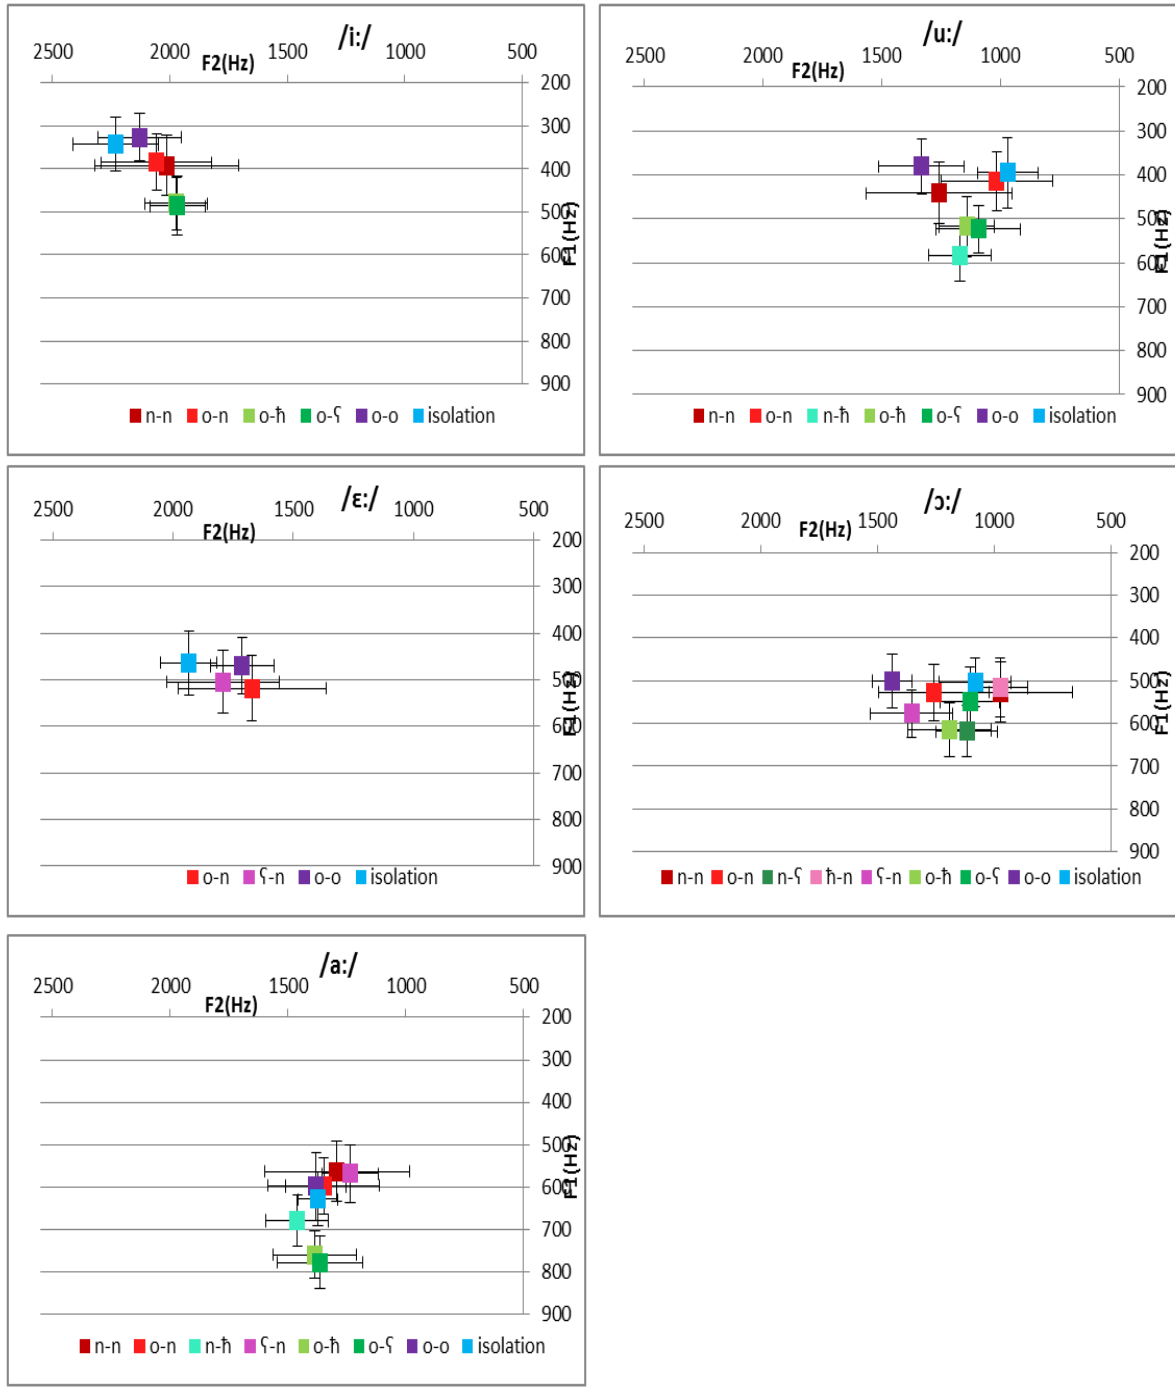 /i:/
2500 2000 1500 1000 500
F2(Hz)
200
300
400
500
600
700
800
900
F1(Hz)
n-n o-n o-ħ o-ʕ o-o isolation
/u:/
2500 2000 1500 1000 500
F2(Hz)
200
300
400
500
600
700
800
900
F1(Hz)
n-n o-n n-ħ o-ħ o-ʕ o-o isolation
/ɛ:/
2500 2000 1500 1000 500
F2(Hz)
200
300
400
500
600
700
800
900
F1(Hz)
o-n ʕ-n o-o isolation
/ɔ:/
2500 2000 1500 1000 500
F2(Hz)
200
300
400
500
600
700
800
900
F1(Hz)
n-n o-n n-ʕ ħ-n ʕ-n o-ħ o-ʕ o-o isolation
/a:/
2500 2000 1500 1000 500
F2(Hz)
200
300
400
500
600
700
800
900
F1(Hz)
n-n o-n n-ħ ʕ-n o-ħ o-ʕ o-o isolation